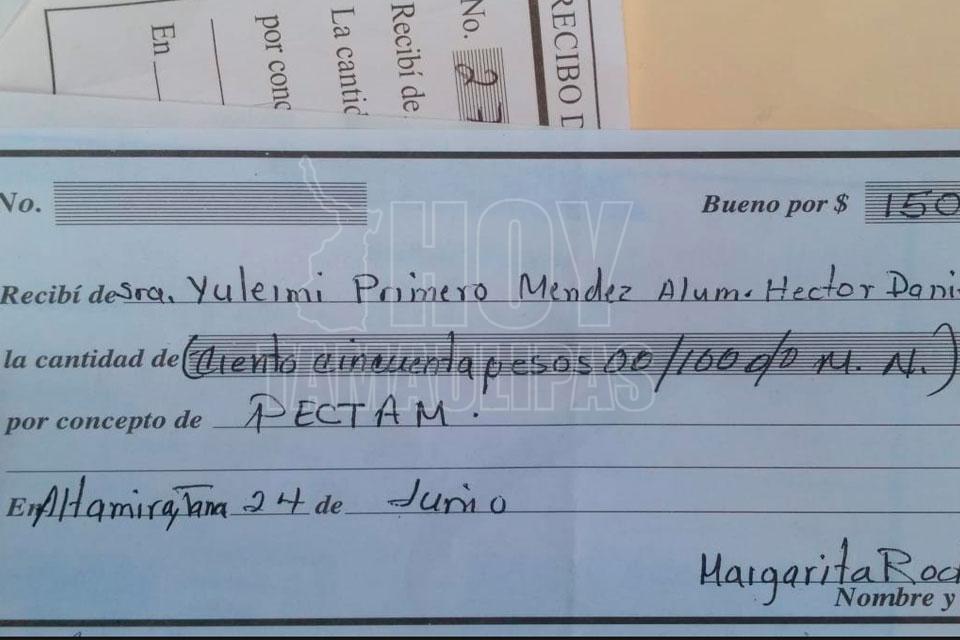 RECIBO D
No. 2
Recibí de
La cantid
por conc
En
No.
Bueno por $ 150
HOY
TAMAULIPAS
Recibí de Sra. Yuleimi Primero Mendez Alum. Hector Dani
la cantidad de (Ciento cincuenta pesos 00/100 M. N.)
por concepto de PECTAM.
En Altamira, Tam 24 de Junio
Margarita Rod
Nombre y